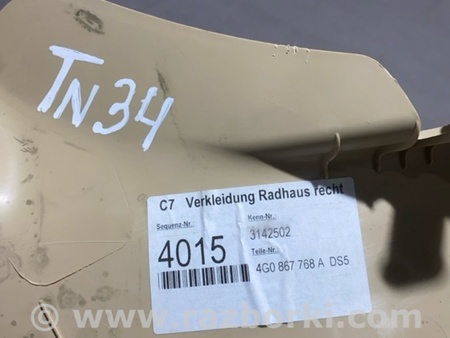 TN34
C7 Verkleidung Radhaus recht
Sequenz-Nr.
Kenn-Nr.
4015
3142502
Teile-Nr.:
4G0 867 768 A DS5
www.razborki.com